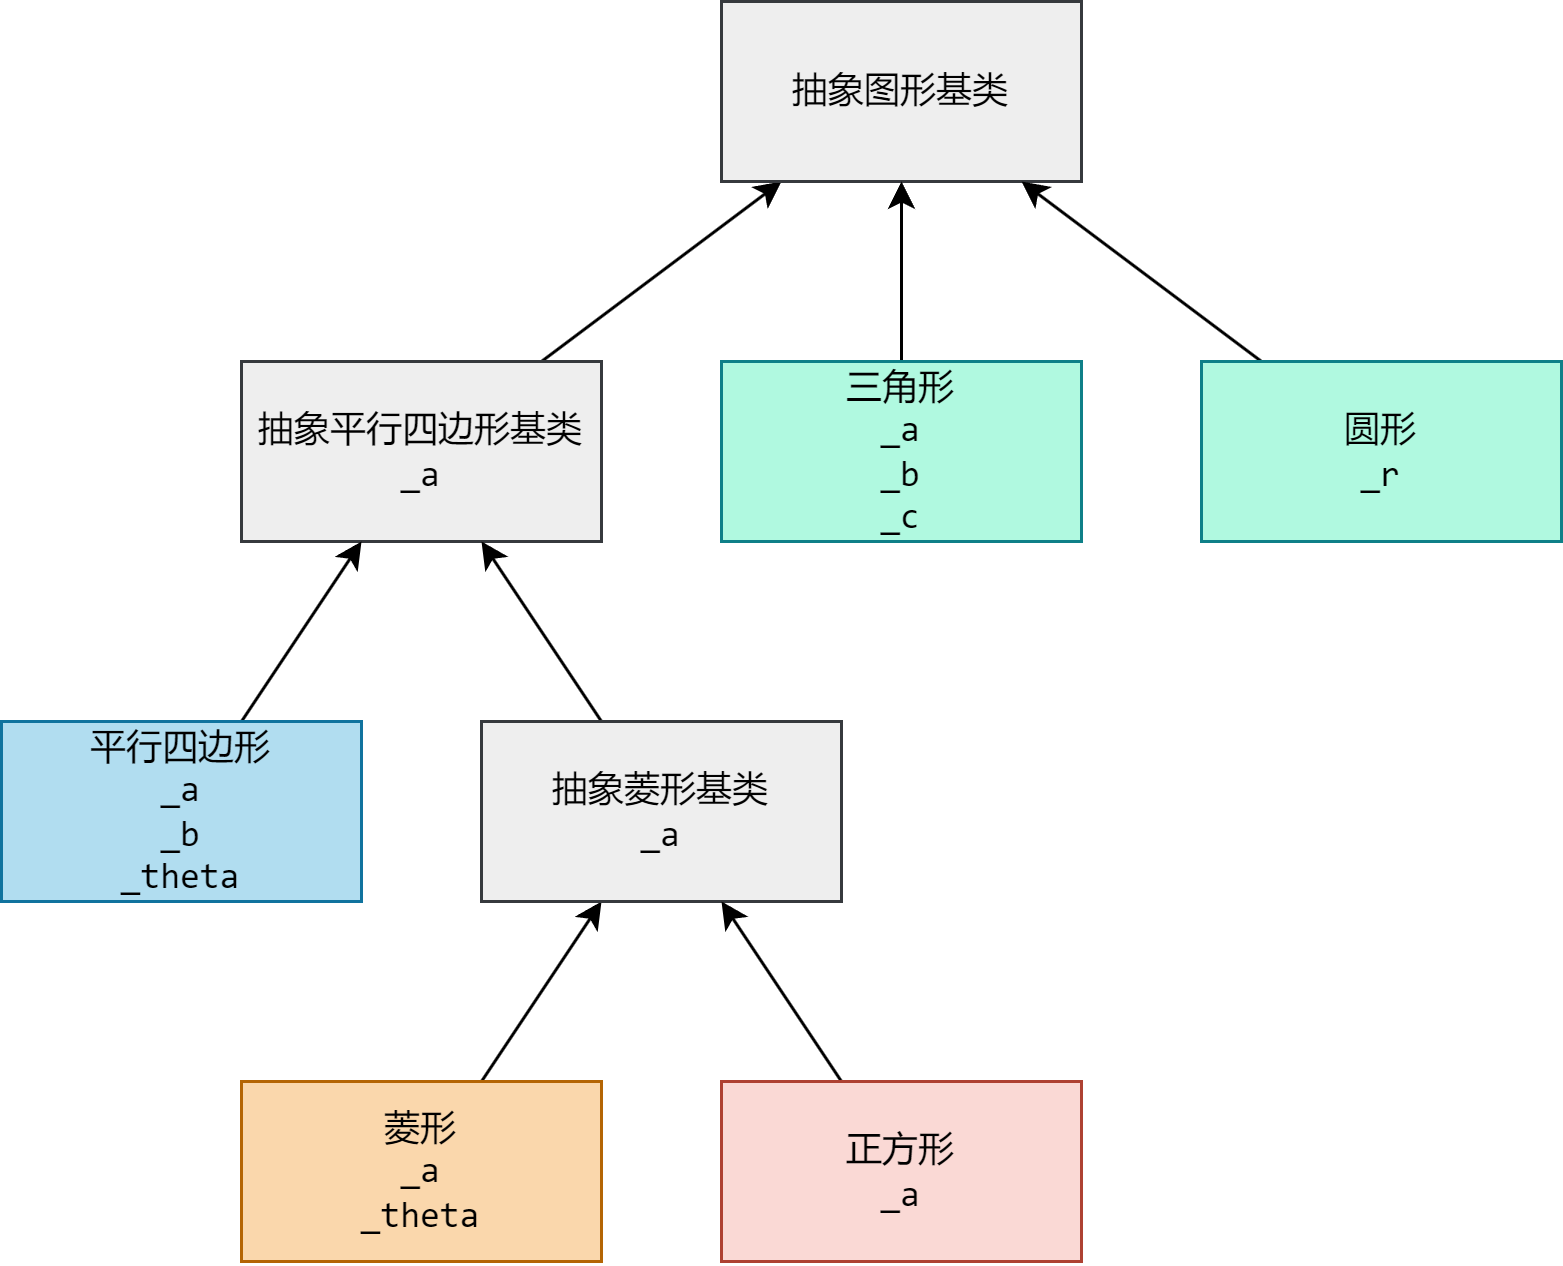 抽象图形基类
抽象平行四边形基类
_a
三角形
_a
_b
_c
圆形
_r
平行四边形
_a
_b
_theta
抽象菱形基类
_a
菱形
_a
_theta
正方形
_a